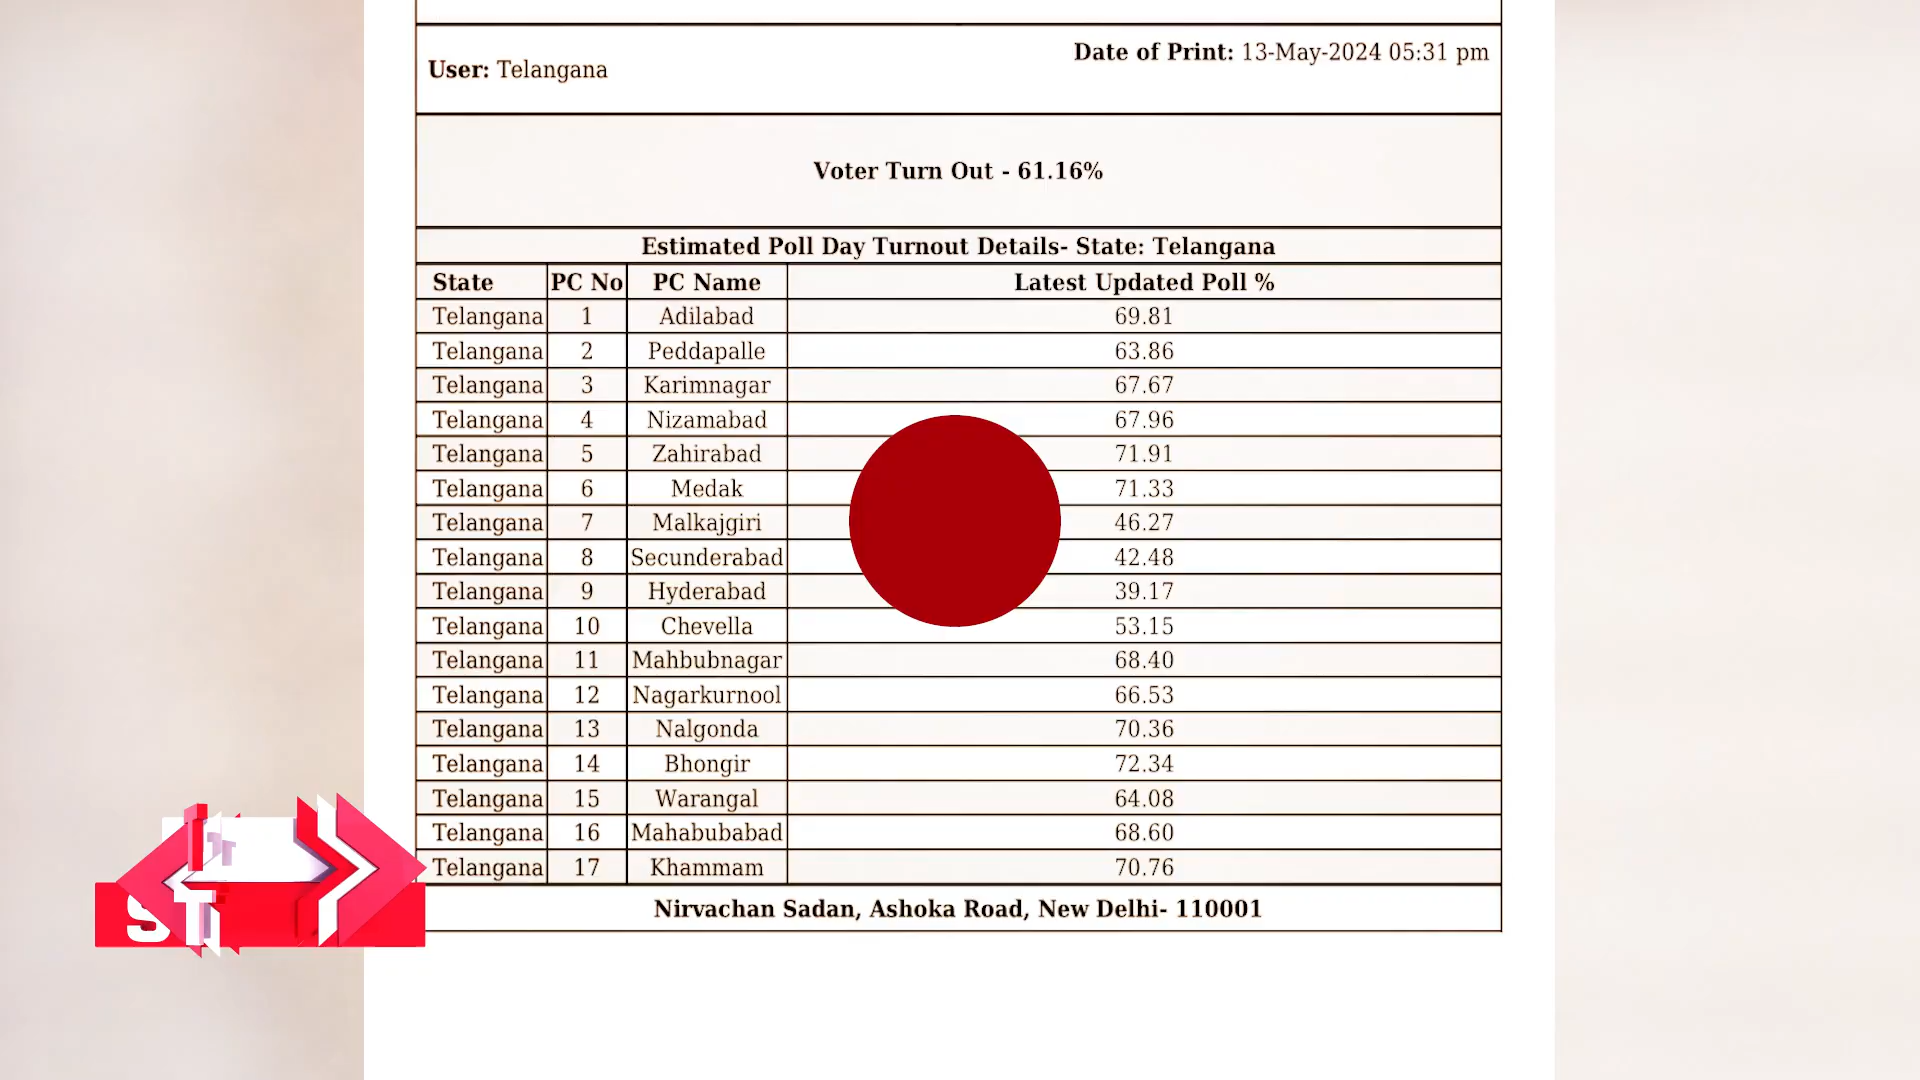 Date of Print: 13-May-2024 05:31 pm
User: Telangana
Voter Turn Out - 61.16%
Estimated Poll Day Turnout Details- State: Telangana
State PC No PC Name Latest Updated Poll %
Telangana 1 Adilabad 69.81
Telangana 2 Peddapalle 63.86
Telangana 3 Karimnagar 67.67
Telangana 4 Nizamabad 67.96
Telangana 5 Zahirabad 71.91
Telangana 6 Medak 71.33
Telangana 7 Malkajgiri 46.27
Telangana 8 Secunderabad 42.48
Telangana 9 Hyderabad 39.17
Telangana 10 Chevella 53.15
Telangana 11 Mahbubnagar 68.40
Telangana 12 Nagarkurnool 66.53
Telangana 13 Nalgonda 70.36
Telangana 14 Bhongir 72.34
Telangana 15 Warangal 64.08
Telangana 16 Mahabubabad 68.60
Telangana 17 Khammam 70.76
Nirvachan Sadan, Ashoka Road, New Delhi- 110001